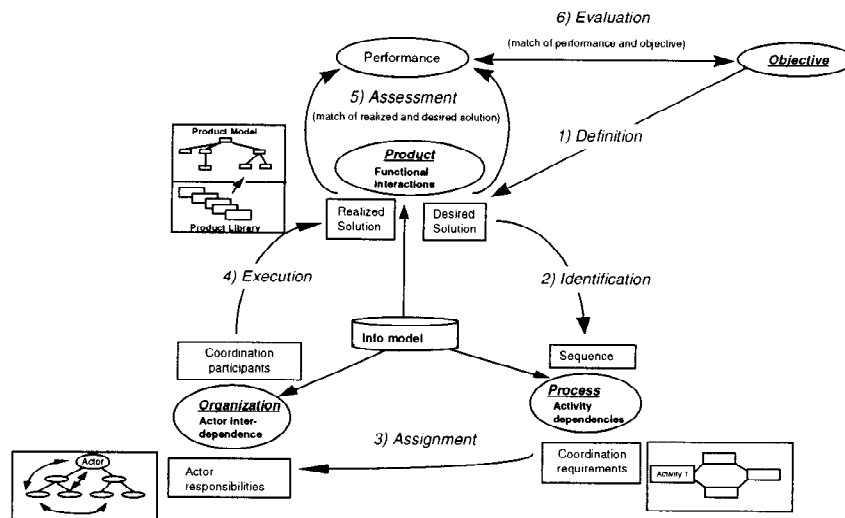 6) Evaluation
(match of performance and objective)
Performance
Objective
5) Assessment
(match of realized and desired solution)
1) Definition
Product Model
Product
Functional
interactions
Product Library
Realized
Solution
Desired
Solution
4) Execution
2) Identification
Info model
Coordination
participants
Sequence
Organization
Actor inter-
dependence
Process
Activity
dependencies
3) Assignment
Actor
Actor
responsibilities
Coordination
requirements
Activity 1